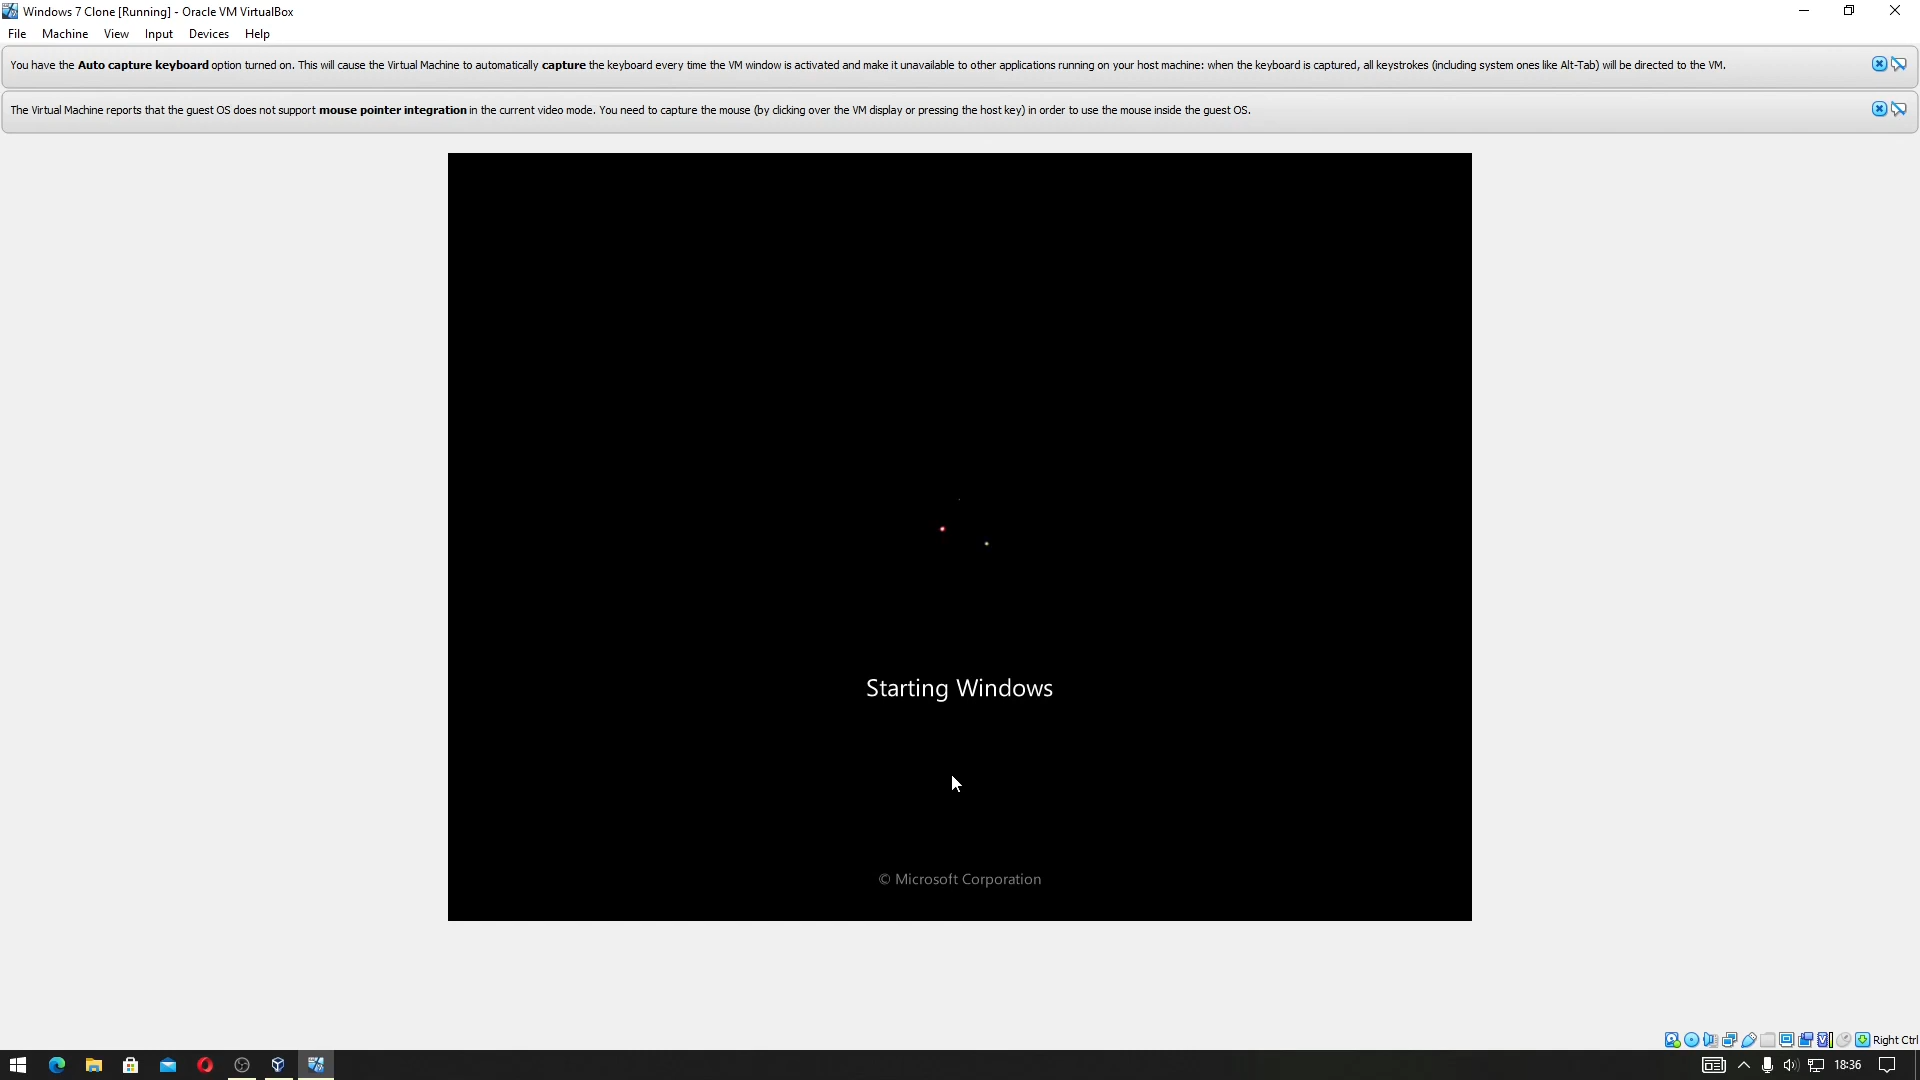 Windows 7 Clone [Running] - Oracle VM VirtualBox
File Machine View Input Devices Help
You have the Auto capture keyboard option turned on. This will cause the Virtual Machine to automatically capture the keyboard every time the VM window is activated and make it unavailable to other applications running on your host machine: when the keyboard is captured, all keystrokes (including system ones like Alt-Tab) will be directed to the VM.
The Virtual Machine reports that the guest OS does not support mouse pointer integration in the current video mode. You need to capture the mouse (by clicking over the VM display or pressing the host key) in order to use the mouse inside the guest OS.
Starting Windows
© Microsoft Corporation
Right Ctrl
18:36